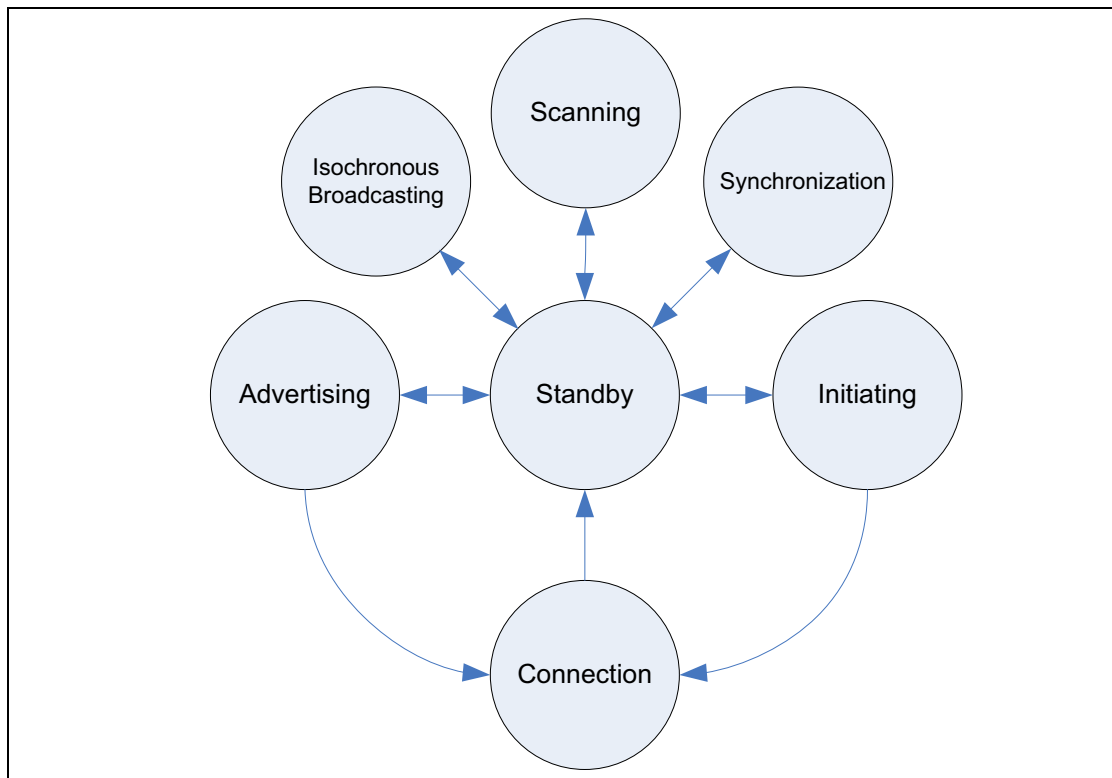 Scanning
Isochronous
Broadcasting
Synchronization
Advertising
Standby
Initiating
Connection